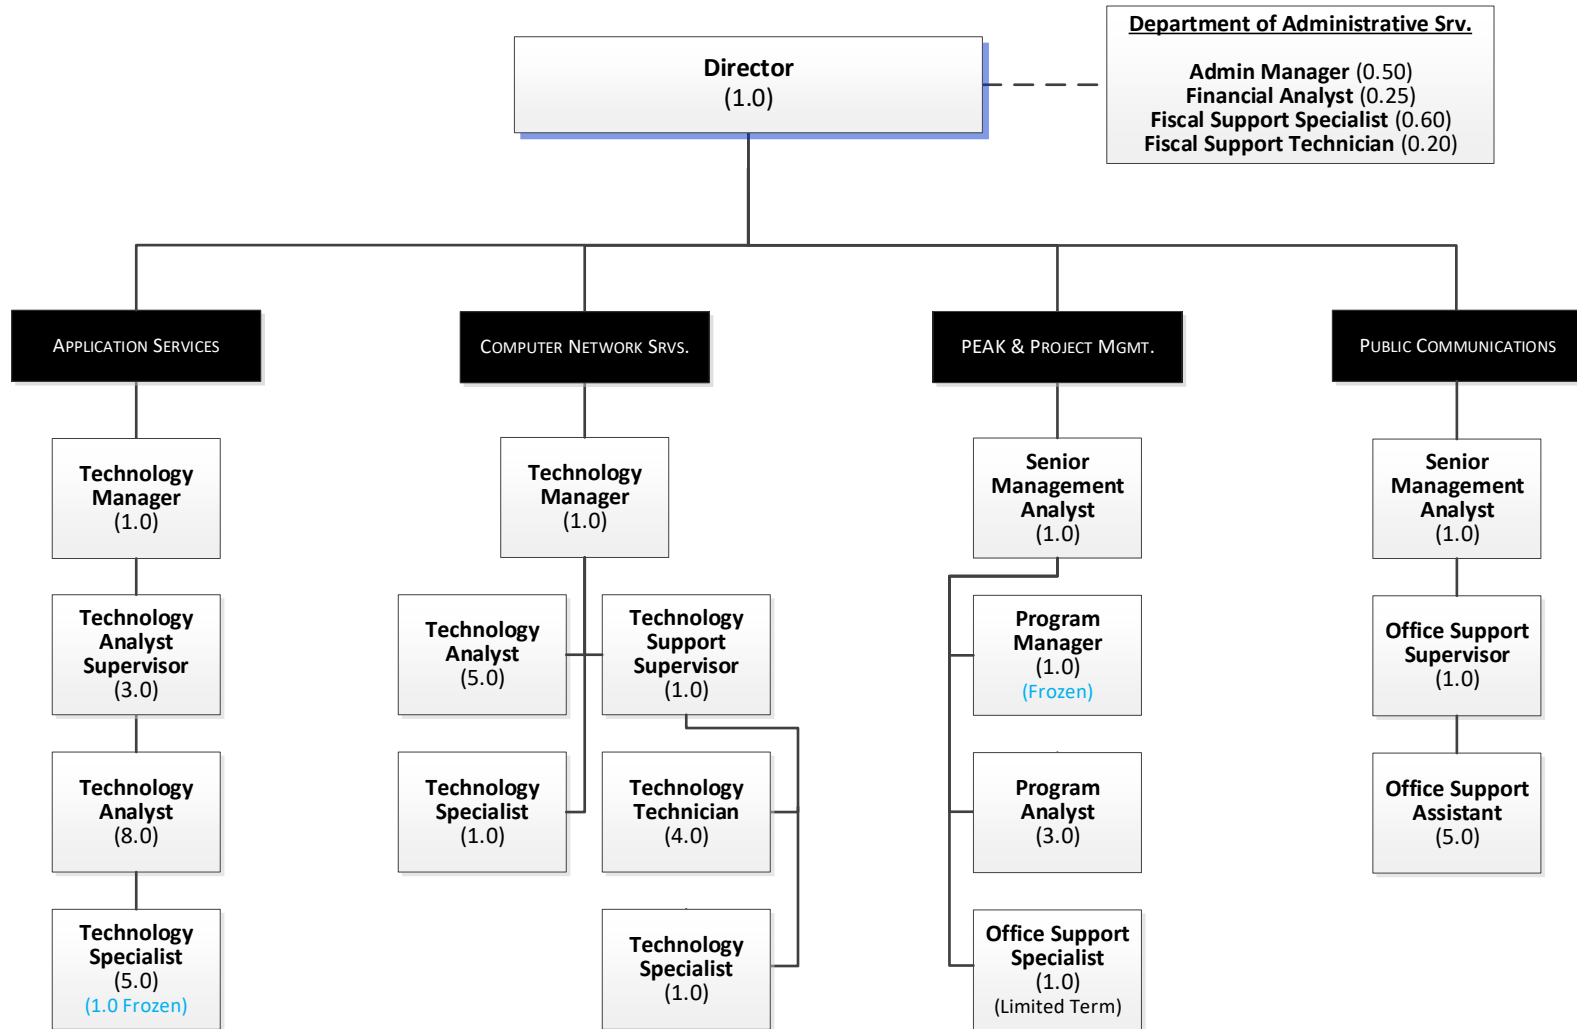 Department of Administrative Srv.
Admin Manager (0.50)
Financial Analyst (0.25)
Fiscal Support Specialist (0.60)
Fiscal Support Technician (0.20)
Director
(1.0)
APPLICATION SERVICES
COMPUTER NETWORK SRVS.
PEAK & PROJECT MGMT.
PUBLIC COMMUNICATIONS
Technology
Manager
(1.0)
Technology
Analyst
Supervisor
(3.0)
Technology
Analyst
(8.0)
Technology
Specialist
(5.0)
(1.0 Frozen)
Technology
Manager
(1.0)
Technology
Analyst
(5.0)
Technology
Specialist
(1.0)
Technology
Support
Supervisor
(1.0)
Technology
Technician
(4.0)
Technology
Specialist
(1.0)
Senior
Management
Analyst
(1.0)
Program
Manager
(1.0)
(Frozen)
Program
Analyst
(3.0)
Office Support
Specialist
(1.0)
(Limited Term)
Senior
Management
Analyst
(1.0)
Office Support
Supervisor
(1.0)
Office Support
Assistant
(5.0)